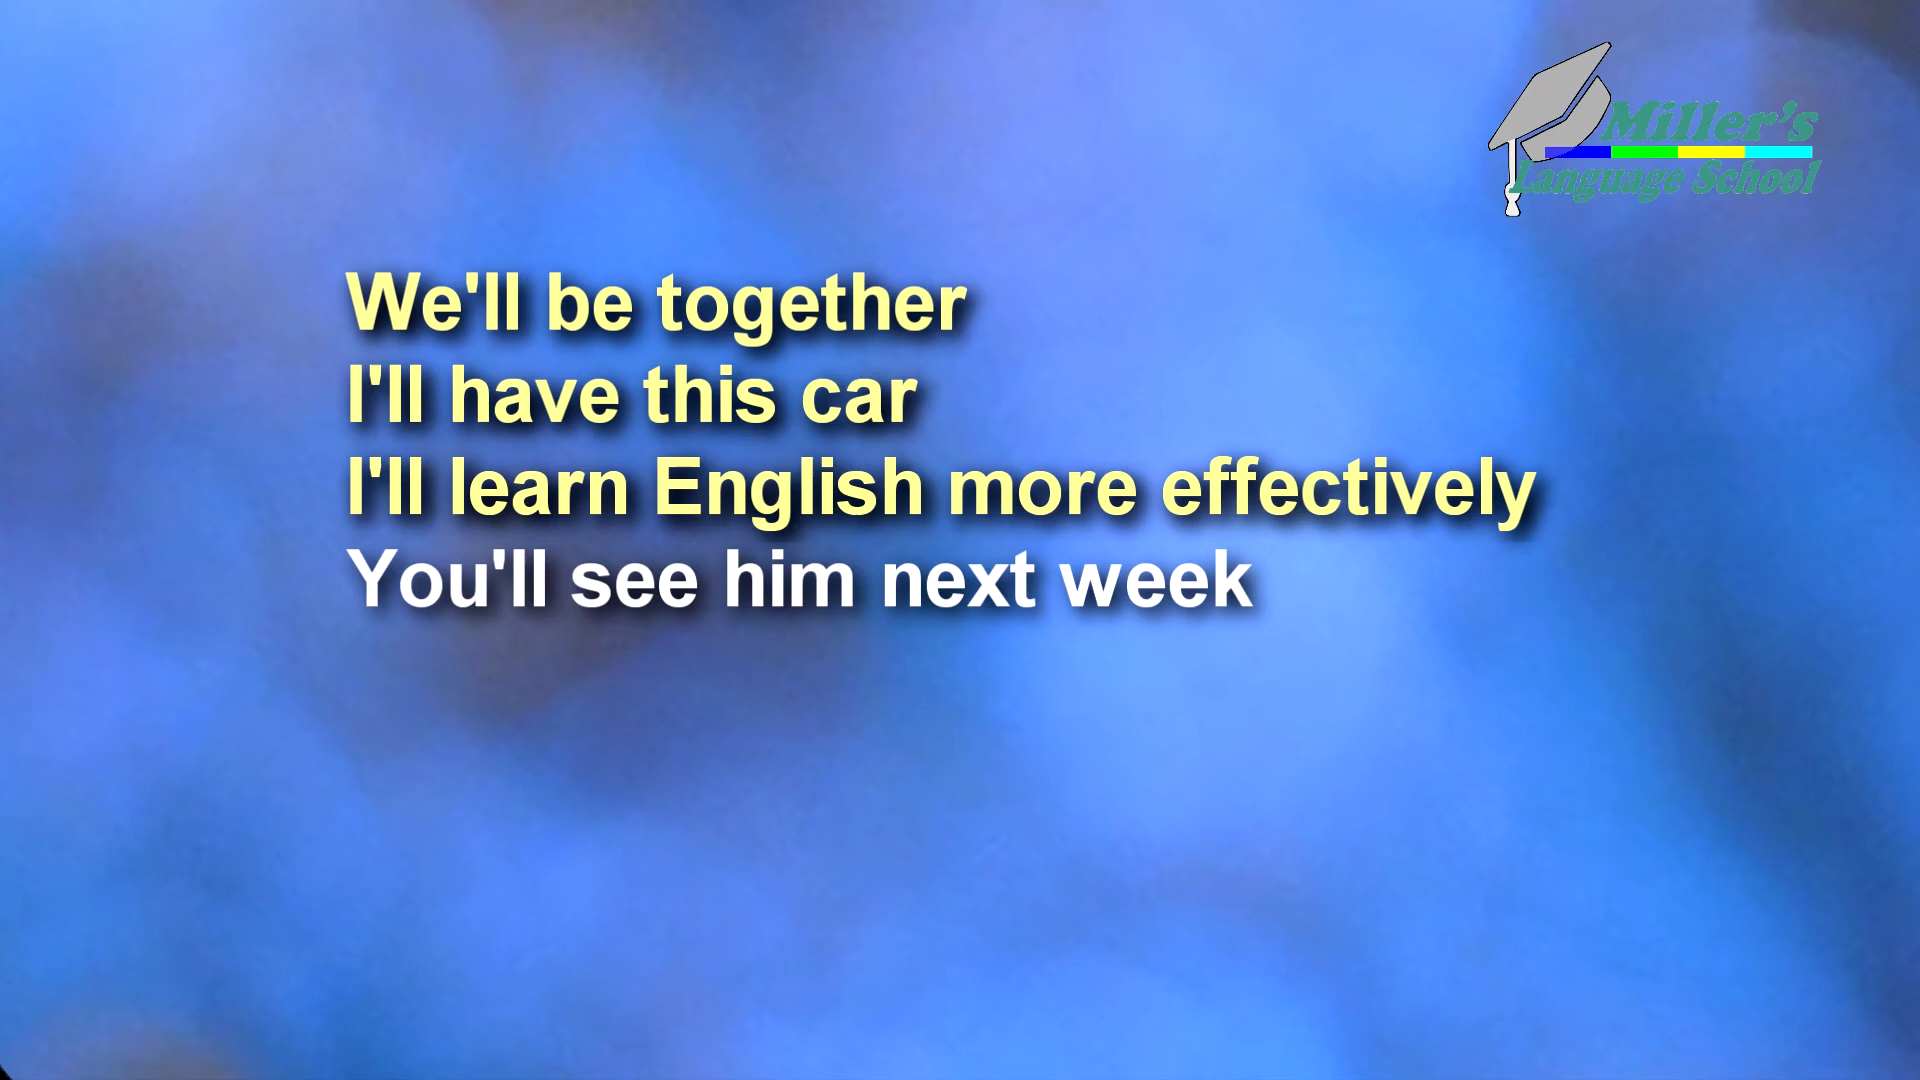 Miller's
Language School
We'll be together
I'll have this car
I'll learn English more effectively
You'll see him next week